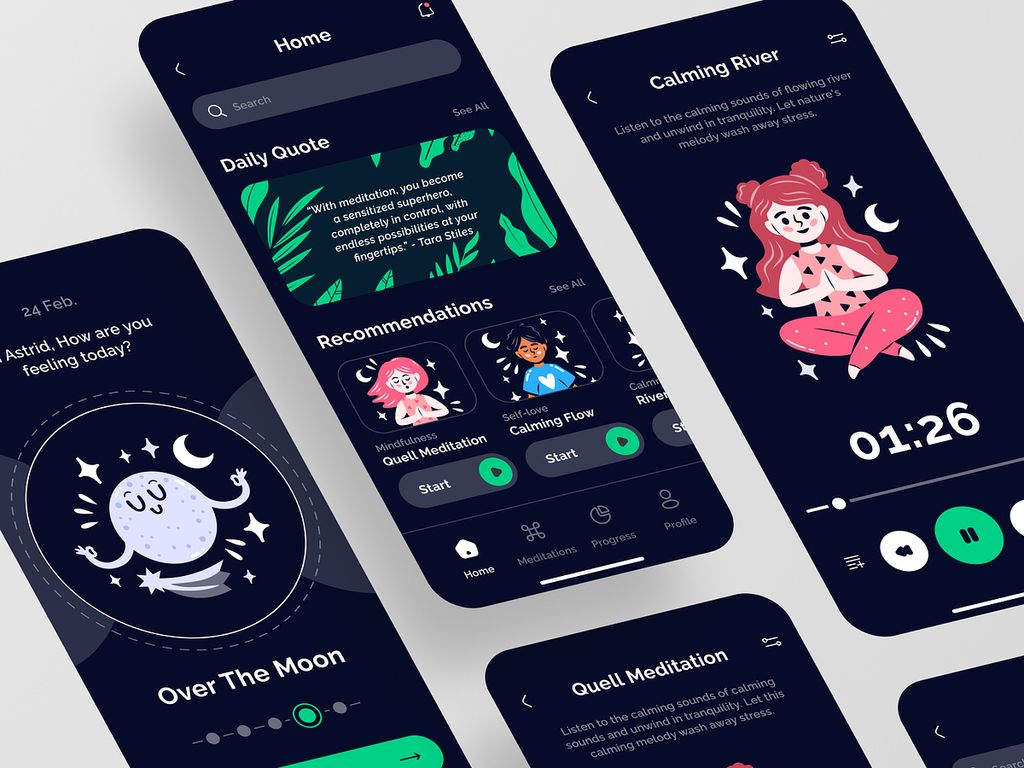 24 Feb.
Astrid, How are you
feeling today?
Over The Moon
Home
Search
Daily Quote
See All
"With meditation, you become
a sensitized superhero,
completely in control, with
endless possibilities at your
fingertips." - Tara Stiles
Recommendations
See All
Mindfulness
Quell Meditation
Start
Self-love
Calming Flow
Start
River
Home
Meditations
Progress
Profile
Calming River
Listen to the calming sounds of flowing river
and unwind in tranquility. Let nature's
melody wash away stress.
01:26
Quell Meditation
Listen to the calming sounds of calming
sounds and unwind in tranquility. Let this
calming melody wash away stress.